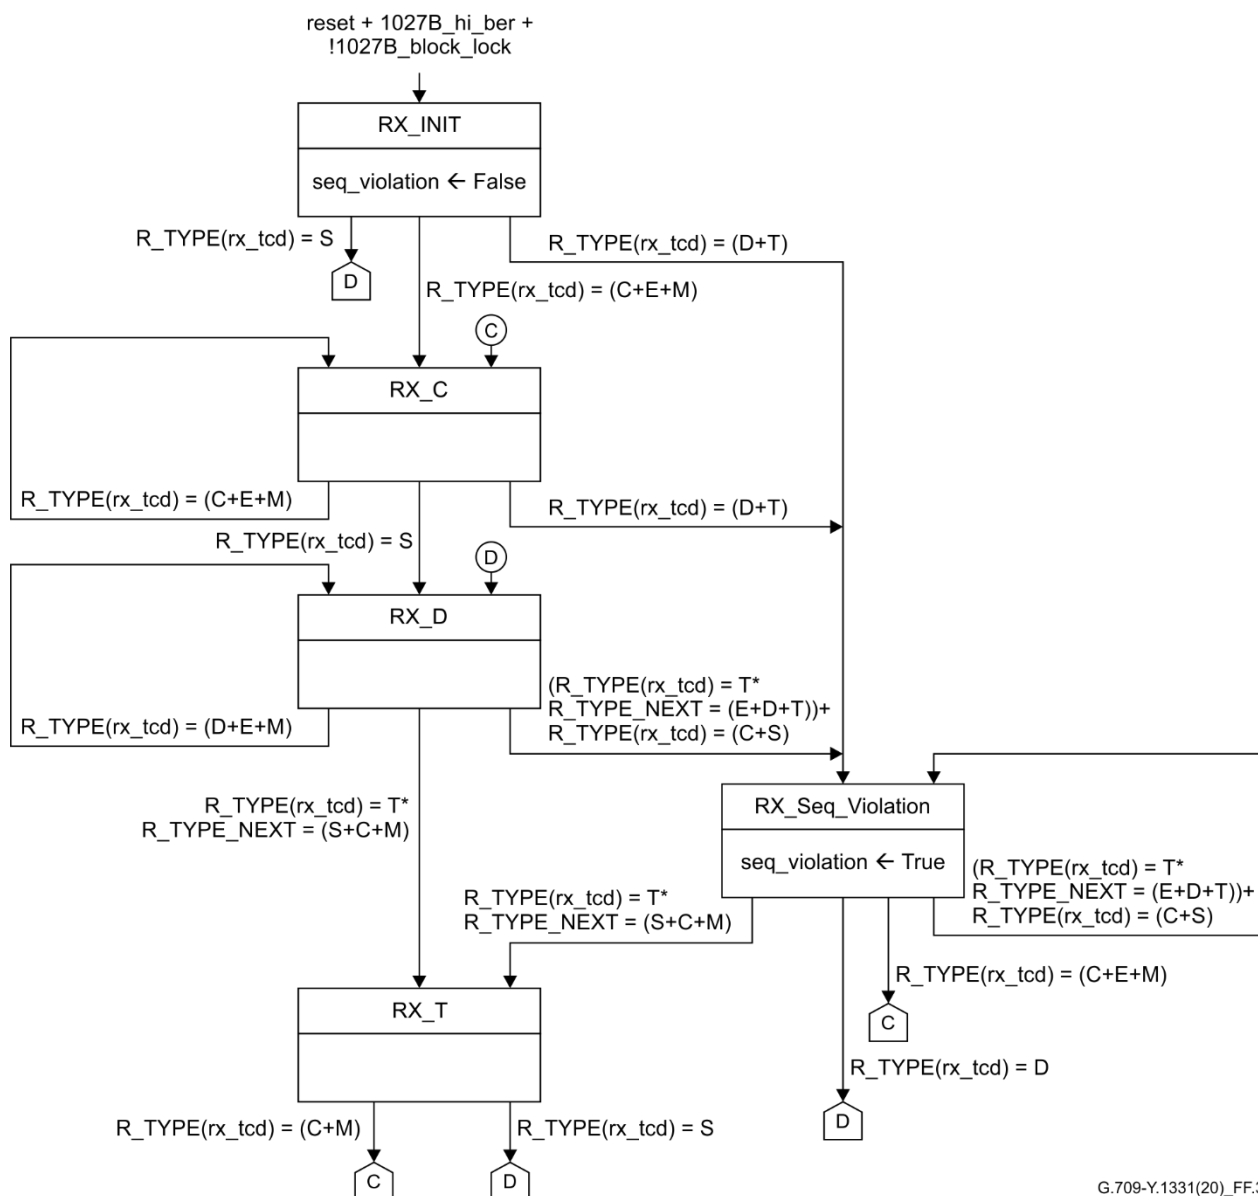 reset + 1027B_hi_ber +
!1027B_block_lock
RX_INIT
seq_violation ← False
R_TYPE(rx_tcd) = S
R_TYPE(rx_tcd) = (D+T)
D
R_TYPE(rx_tcd) = (C+E+M)
C
RX_C
R_TYPE(rx_tcd) = (C+E+M)
R_TYPE(rx_tcd) = (D+T)
R_TYPE(rx_tcd) = S
D
RX_D
R_TYPE(rx_tcd) = (D+E+M)
(R_TYPE(rx_tcd) = T*
R_TYPE_NEXT = (E+D+T))+
R_TYPE(rx_tcd) = (C+S)
R_TYPE(rx_tcd) = T*
R_TYPE_NEXT = (S+C+M)
RX_Seq_Violation
seq_violation ← True
(R_TYPE(rx_tcd) = T*
R_TYPE_NEXT = (E+D+T))+
R_TYPE(rx_tcd) = (C+S)
R_TYPE(rx_tcd) = T*
R_TYPE_NEXT = (S+C+M)
R_TYPE(rx_tcd) = (C+E+M)
C
RX_T
R_TYPE(rx_tcd) = D
D
R_TYPE(rx_tcd) = (C+M)
R_TYPE(rx_tcd) = S
C
D